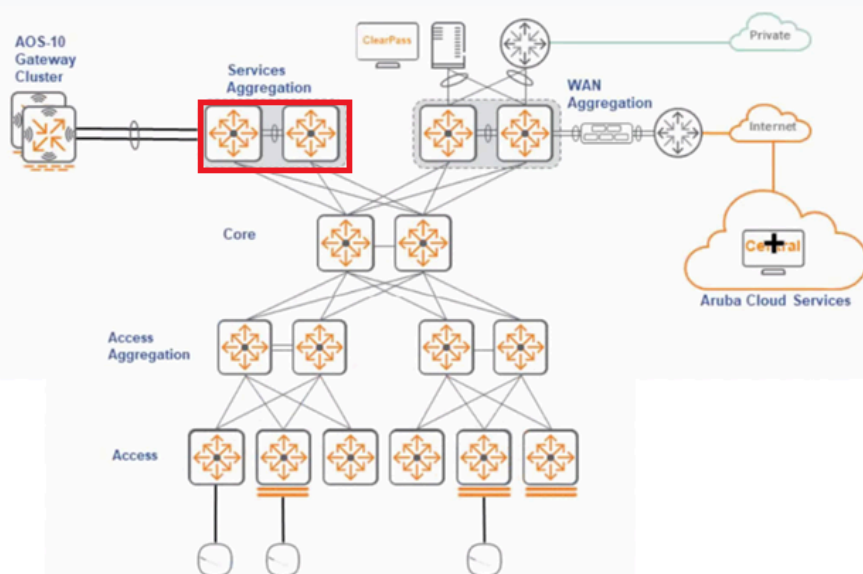 AOS-10
Gateway
Cluster
Services
Aggregation
ClearPass
Private
WAN
Aggregation
Internet
Core
Central
Aruba Cloud Services
Access
Aggregation
Access